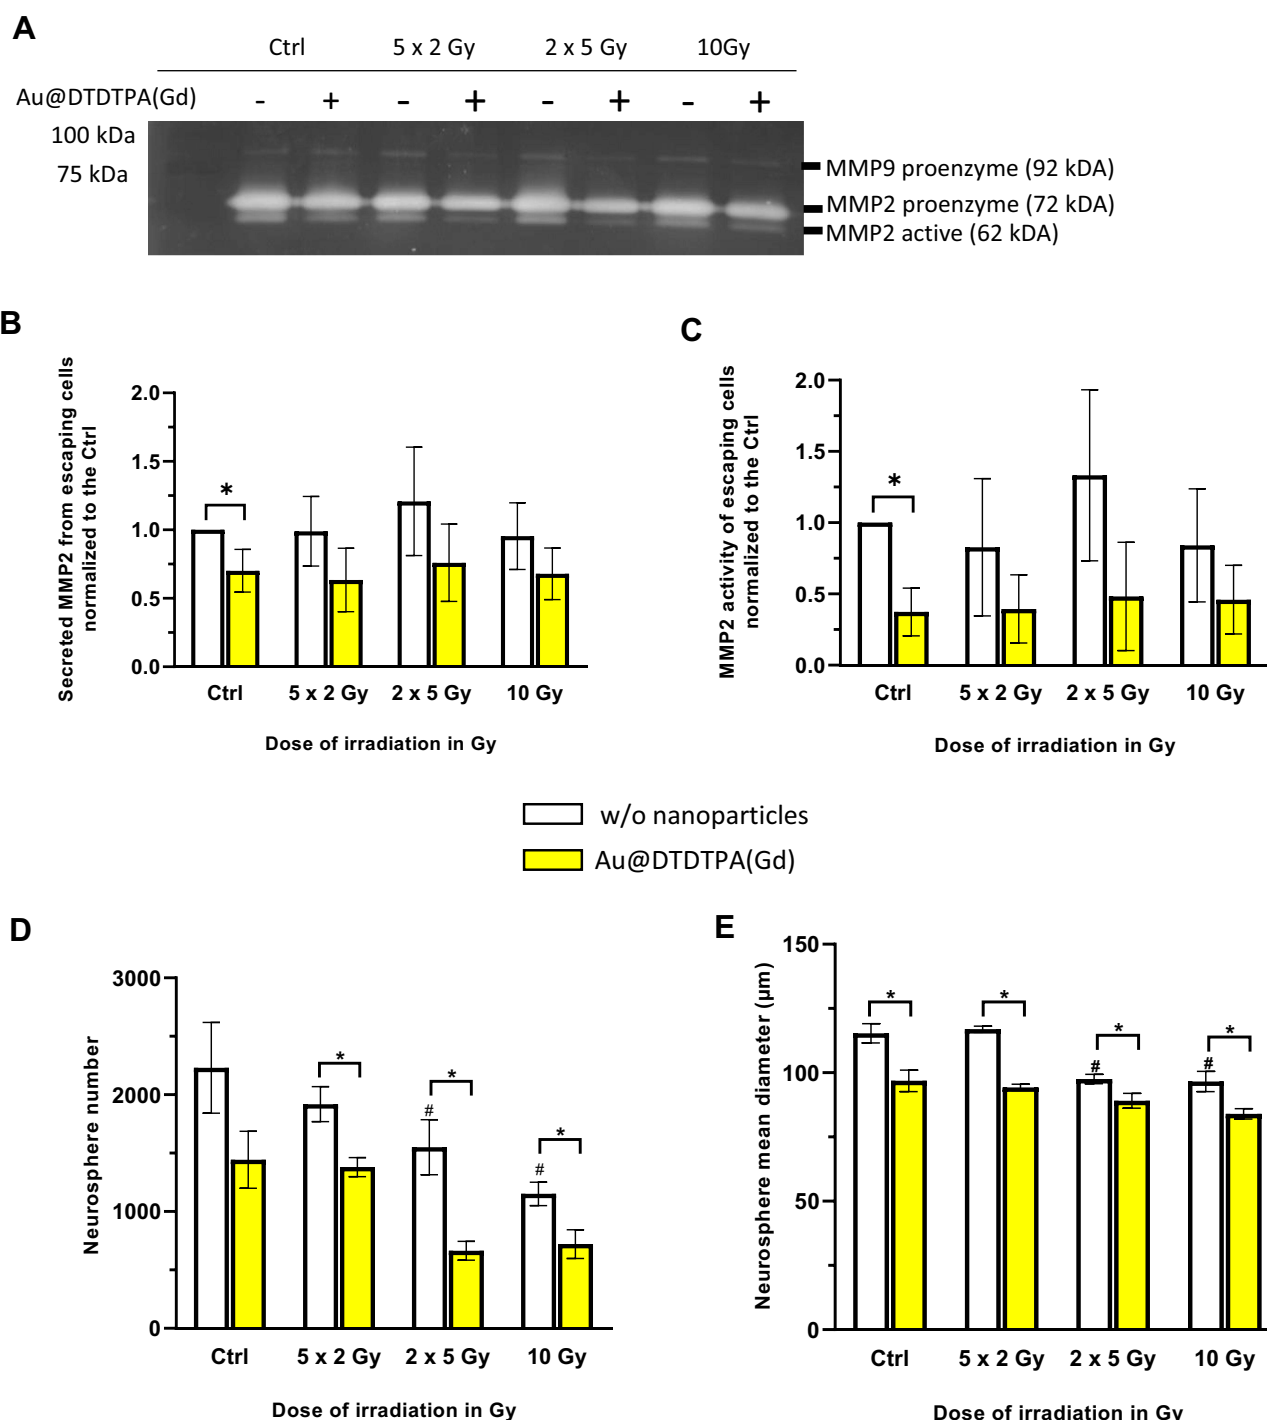 A
Ctrl 5 x 2 Gy 2 x 5 Gy 10Gy
Au@DTDTPA(Gd) - + - + - + - +
100 kDa
75 kDa
MMP9 proenzyme (92 kDA)
MMP2 proenzyme (72 kDA)
MMP2 active (62 kDA)
B
Secreted MMP2 from escaping cells
normalized to the Ctrl
2.0
1.5
1.0
0.5
0.0
*
Ctrl 5 x 2 Gy 2 x 5 Gy 10 Gy
Dose of irradiation in Gy
C
MMP2 activity of escaping cells
normalized to the Ctrl
2.0
1.5
1.0
0.5
0.0
*
Ctrl 5 x 2 Gy 2 x 5 Gy 10 Gy
Dose of irradiation in Gy
w/o nanoparticles
Au@DTDTPA(Gd)
D
Neurosphere number
3000
2000
1000
0
* * *
# #
Ctrl 5 x 2 Gy 2 x 5 Gy 10 Gy
Dose of irradiation in Gy
E
Neurosphere mean diameter (µm)
150
100
50
0
* * * *
# #
Ctrl 5 x 2 Gy 2 x 5 Gy 10 Gy
Dose of irradiation in Gy